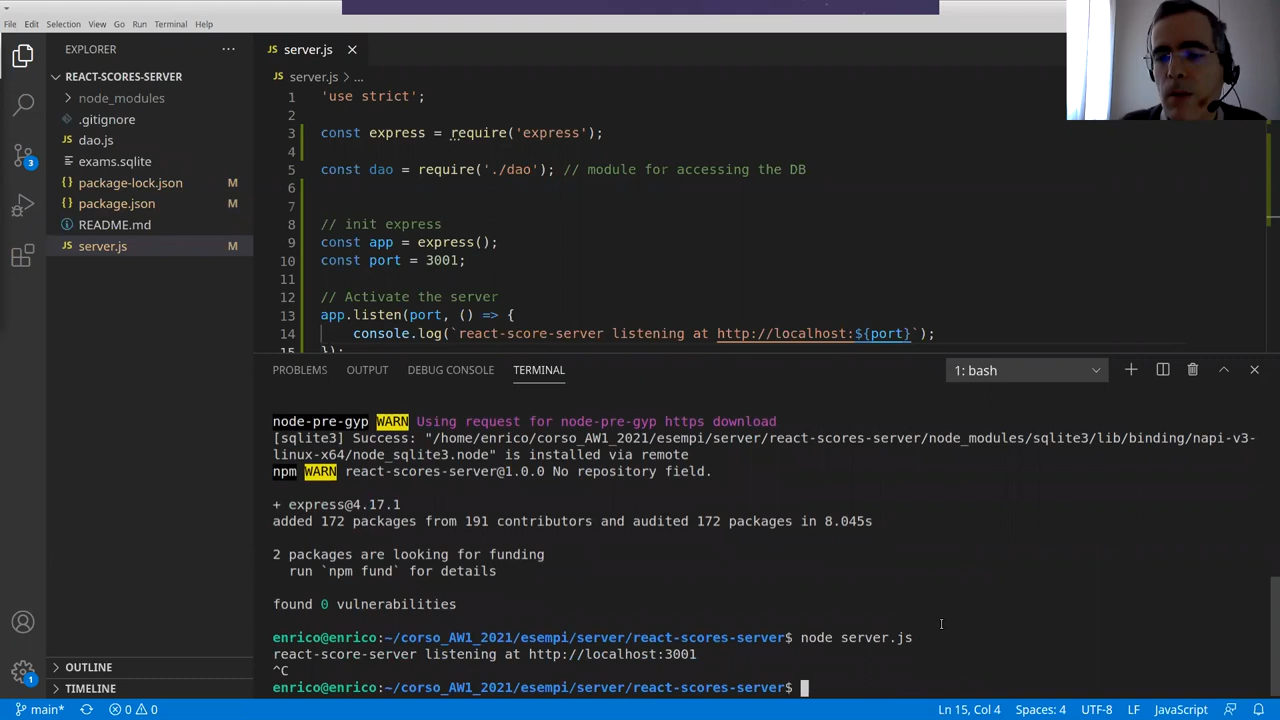 File Edit Selection View Go Run Terminal Help
EXPLORER
REACT-SCORES-SERVER
node_modules
.gitignore
dao.js
exams.sqlite
package-lock.json M
package.json M
README.md
server.js M
OUTLINE
TIMELINE
server.js
server.js > ...
1 'use strict';
2
3 const express = require('express');
4
5 const dao = require('./dao'); // module for accessing the DB
6
7
8 // init express
9 const app = express();
10 const port = 3001;
11
12 // Activate the server
13 app.listen(port, () => {
14 console.log(`react-score-server listening at http://localhost:${port}`);
15 });
PROBLEMS OUTPUT DEBUG CONSOLE TERMINAL 1: bash
node-pre-gyp WARN Using request for node-pre-gyp https download
[sqlite3] Success: "/home/enrico/corso_AW1_2021/esempi/server/react-scores-server/node_modules/sqlite3/lib/binding/napi-v3-
linux-x64/node_sqlite3.node" is installed via remote
npm WARN react-scores-server@1.0.0 No repository field.
+ express@4.17.1
added 172 packages from 191 contributors and audited 172 packages in 8.045s
2 packages are looking for funding
run `npm fund` for details
found 0 vulnerabilities
enrico@enrico:~/corso_AW1_2021/esempi/server/react-scores-server$ node server.js
react-score-server listening at http://localhost:3001
^C
enrico@enrico:~/corso_AW1_2021/esempi/server/react-scores-server$
main* 0 0 Ln 15, Col 4 Spaces: 4 UTF-8 LF JavaScript
3
1